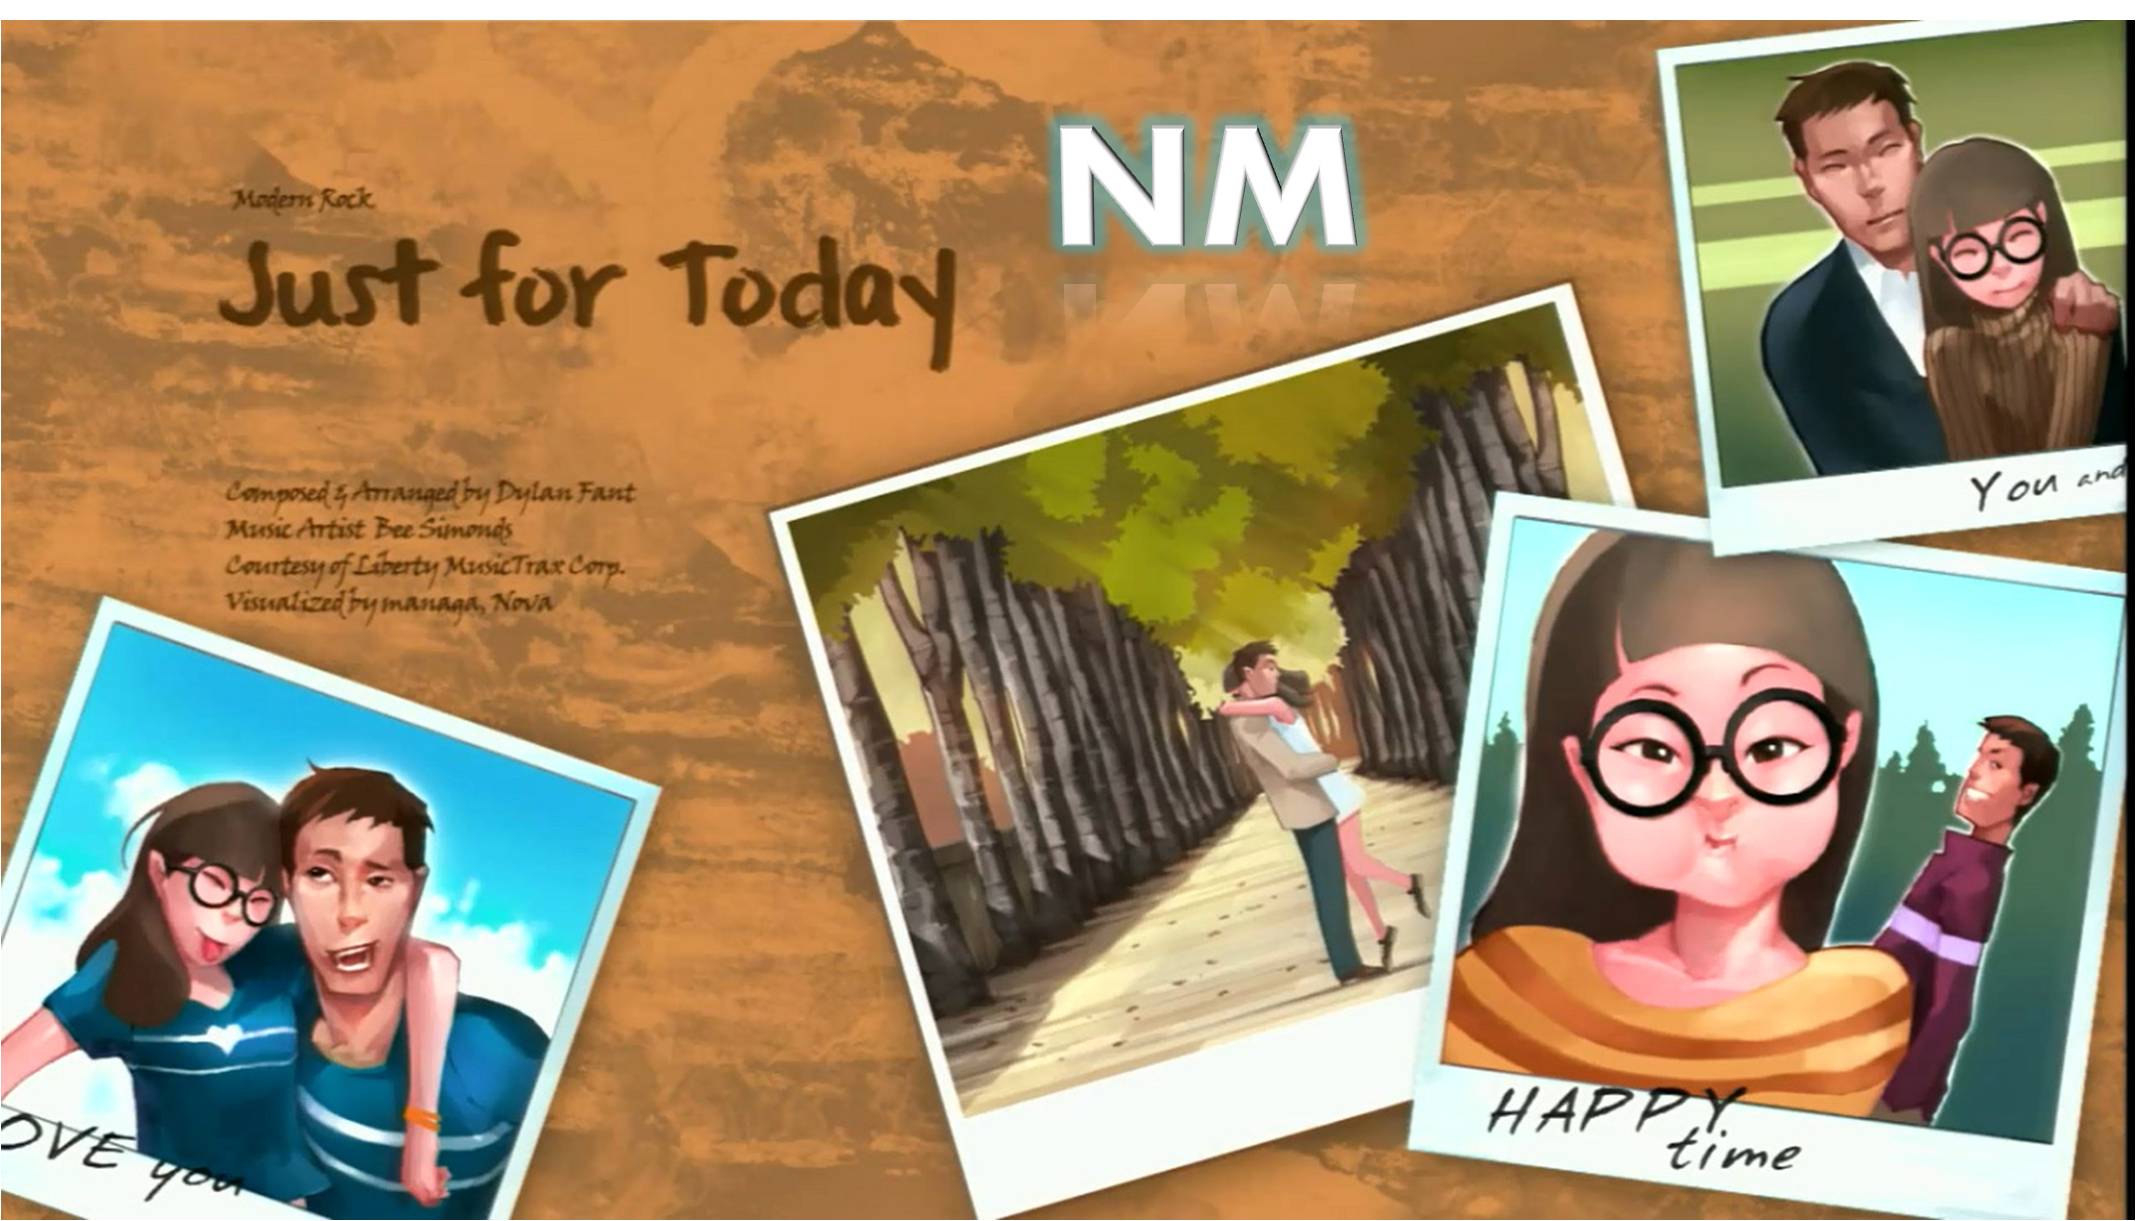 NM
Modern Rock
Just for Today
Composed & Arranged by Dylan Fant
Music Artist Bee Simonds
Courtesy of Liberty MusicTrax Corp.
Visualized by managa, Nova
You and
HAPPY
time
OVE you